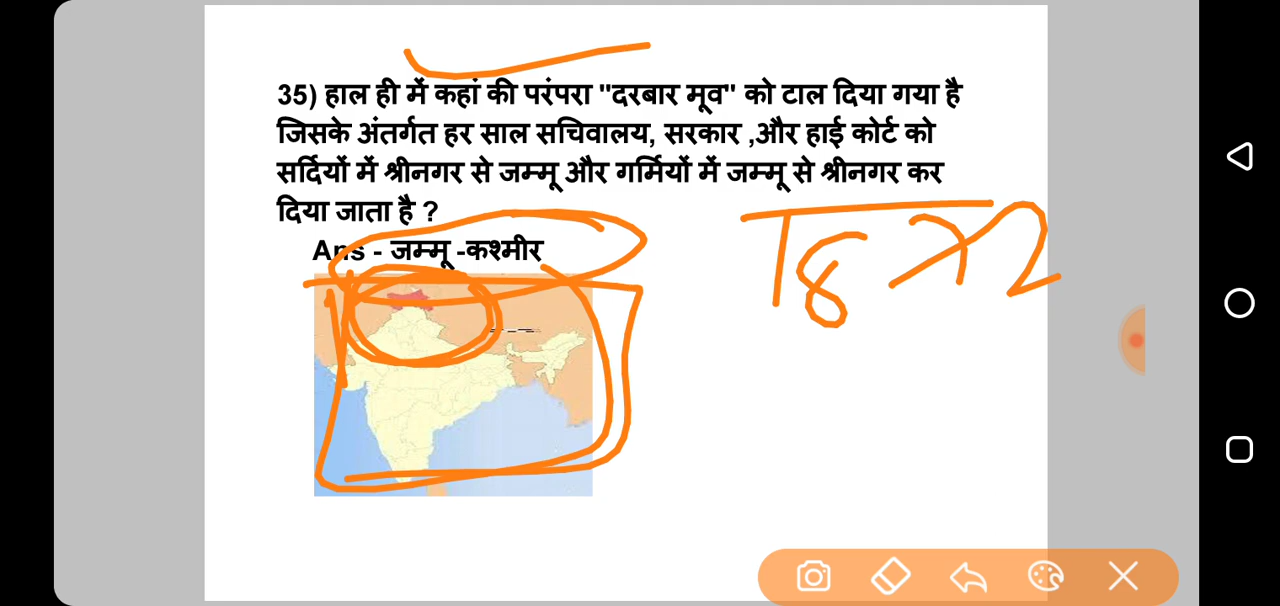 35) हाल ही में कहां की परंपरा "दरबार मूव" को टाल दिया गया है
जिसके अंतर्गत हर साल सचिवालय, सरकार ,और हाई कोर्ट को
सर्दियों में श्रीनगर से जम्मू और गर्मियों में जम्मू से श्रीनगर कर
दिया जाता है ?
Ans - जम्मू -कश्मीर